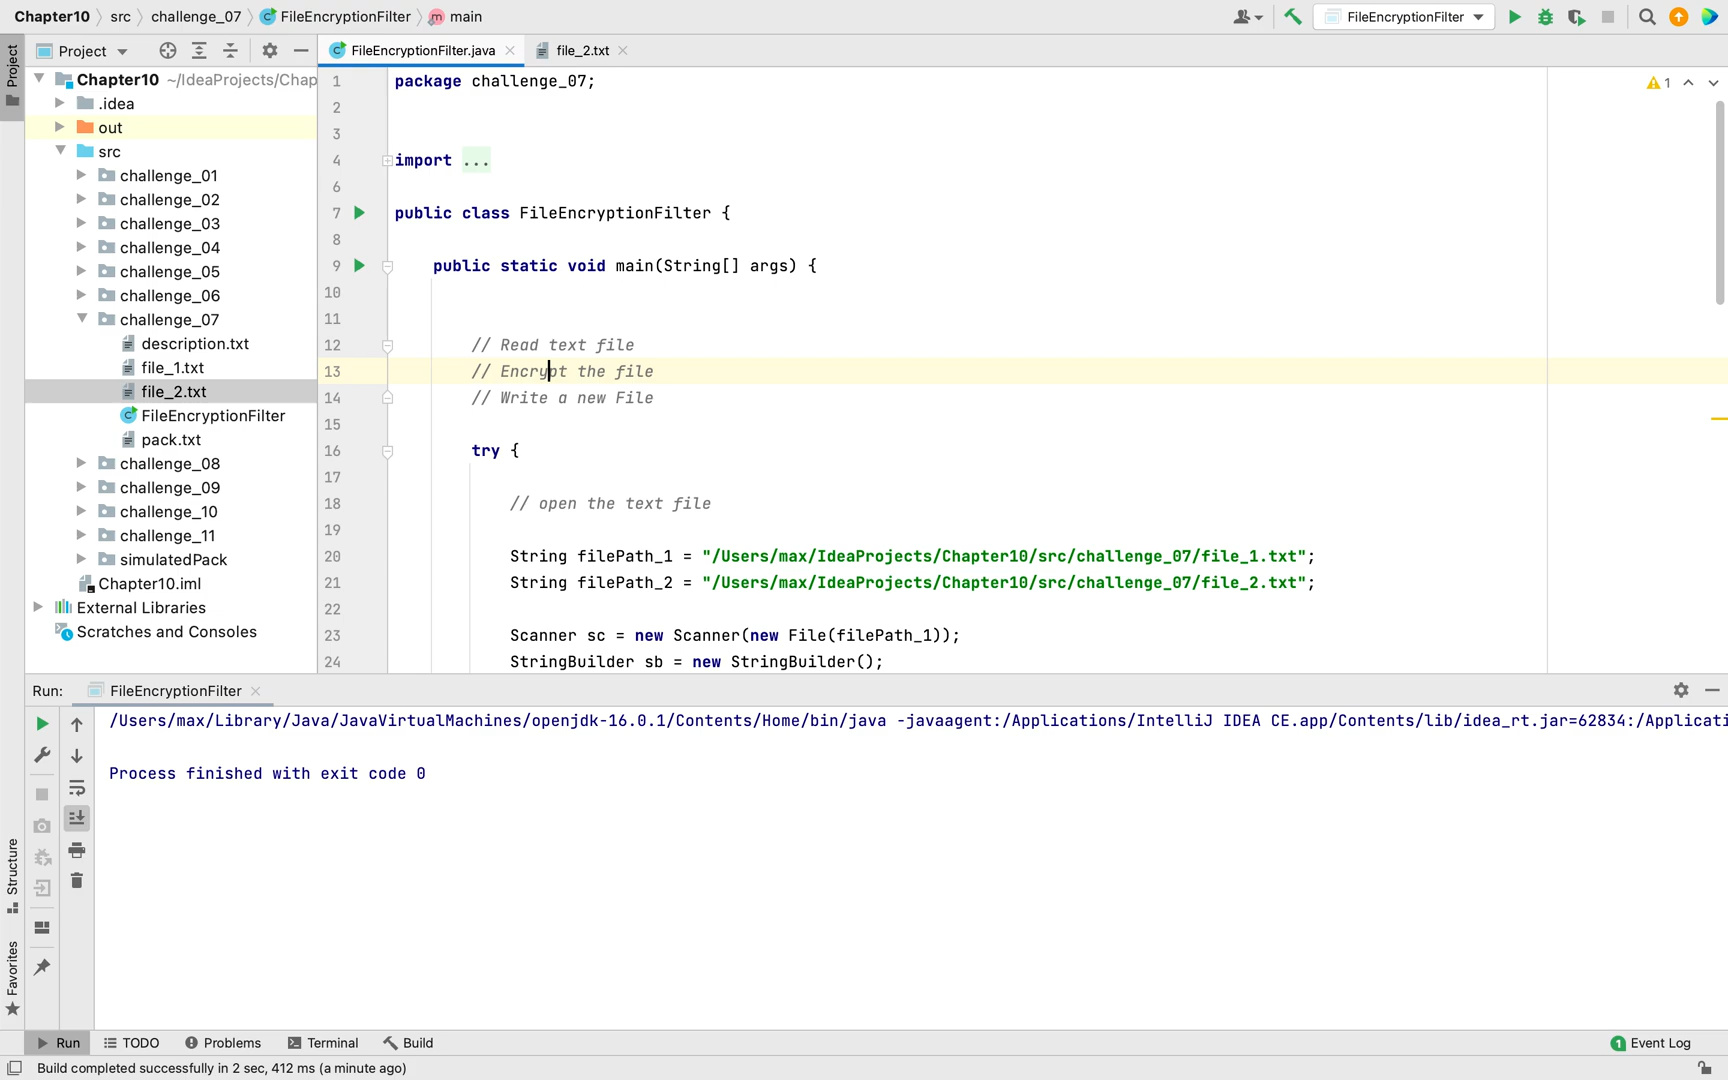 Chapter10 src challenge_07 FileEncryptionFilter main
FileEncryptionFilter
Project
Project
FileEncryptionFilter.java
file_2.txt
Chapter10 ~/IdeaProjects/Chap
.idea
out
src
challenge_01
challenge_02
challenge_03
challenge_04
challenge_05
challenge_06
challenge_07
description.txt
file_1.txt
file_2.txt
FileEncryptionFilter
pack.txt
challenge_08
challenge_09
challenge_10
challenge_11
simulatedPack
Chapter10.iml
External Libraries
Scratches and Consoles
1
1 package challenge_07;
2
3
4 import ...
6
7 public class FileEncryptionFilter {
8
9 public static void main(String[] args) {
10
11
12 // Read text file
13 // Encrypt the file
14 // Write a new File
15
16 try {
17
18 // open the text file
19
20 String filePath_1 = "/Users/max/IdeaProjects/Chapter10/src/challenge_07/file_1.txt";
21 String filePath_2 = "/Users/max/IdeaProjects/Chapter10/src/challenge_07/file_2.txt";
22
23 Scanner sc = new Scanner(new File(filePath_1));
24 StringBuilder sb = new StringBuilder();
Run: FileEncryptionFilter
/Users/max/Library/Java/JavaVirtualMachines/openjdk-16.0.1/Contents/Home/bin/java -javaagent:/Applications/IntelliJ IDEA CE.app/Contents/lib/idea_rt.jar=62834:/Applicati
Process finished with exit code 0
Structure
Favorites
Run TODO Problems Terminal Build 1 Event Log
Build completed successfully in 2 sec, 412 ms (a minute ago)